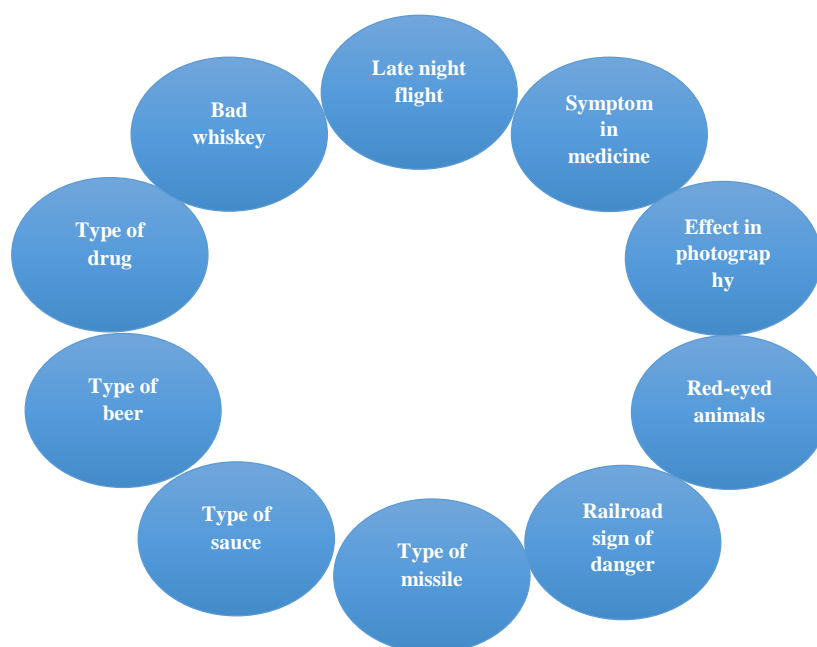 Late night
flight
Symptom
in
medicine
Effect in
photograp
hy
Red-eyed
animals
Railroad
sign of
danger
Type of
missile
Type of
sauce
Type of
beer
Type of
drug
Bad
whiskey